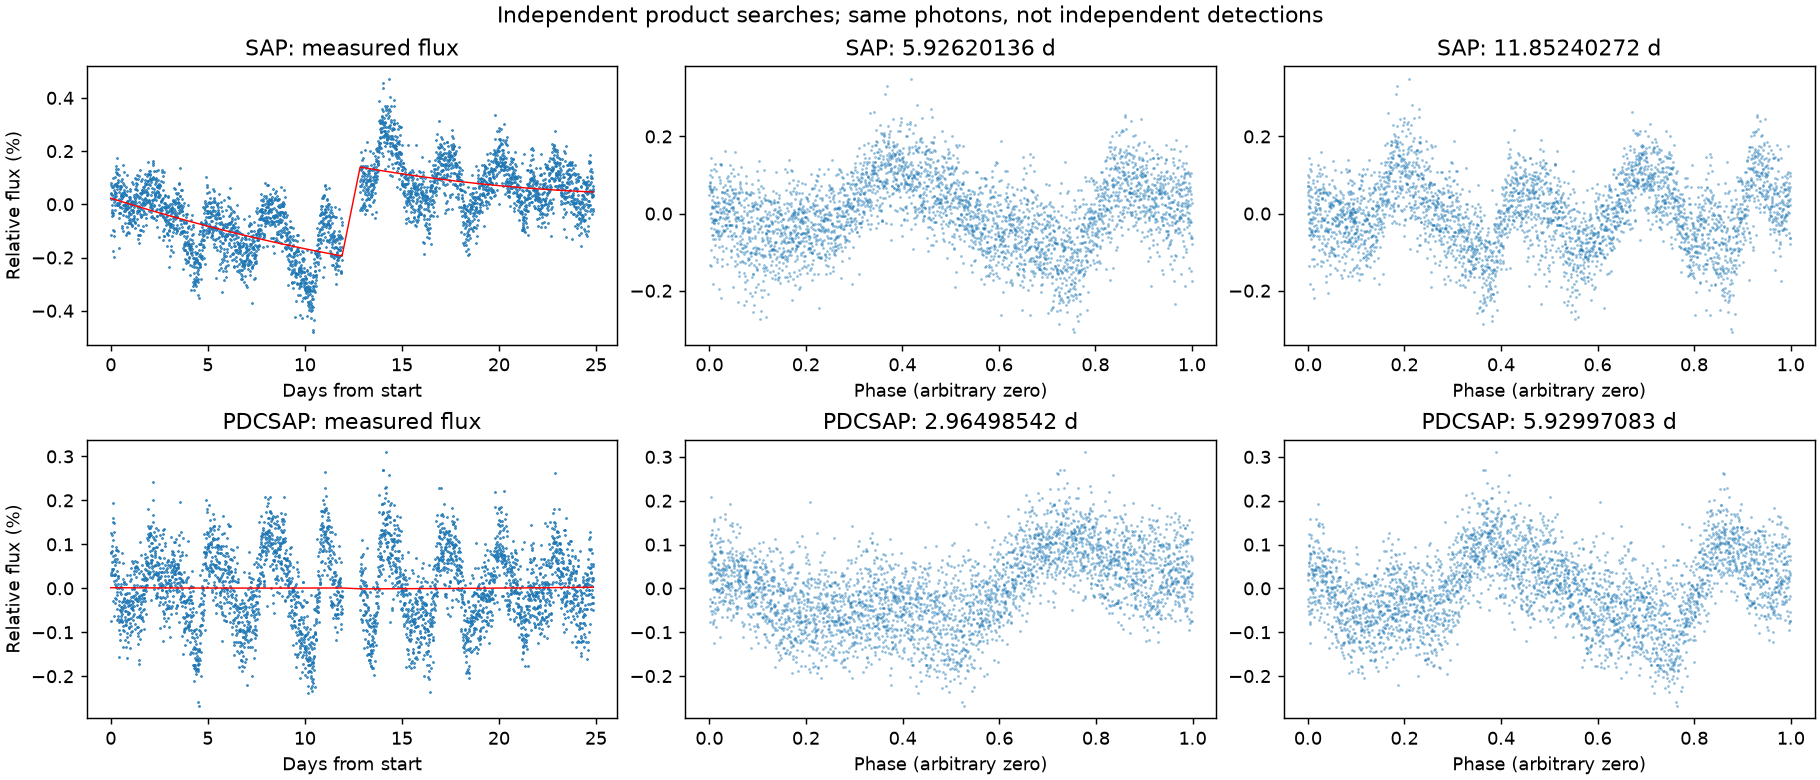 Independent product searches; same photons, not independent detections
SAP: measured flux
SAP: 5.92620136 d
SAP: 11.85240272 d
Relative flux (%)
0.4
0.2
0.0
−0.2
−0.4
0.2
0.0
−0.2
0.2
0.0
−0.2
0 5 10 15 20 25
0.0 0.2 0.4 0.6 0.8 1.0
0.0 0.2 0.4 0.6 0.8 1.0
Days from start
Phase (arbitrary zero)
Phase (arbitrary zero)
PDCSAP: measured flux
PDCSAP: 2.96498542 d
PDCSAP: 5.92997083 d
Relative flux (%)
0.3
0.2
0.1
0.0
−0.1
−0.2
0.3
0.2
0.1
0.0
−0.1
−0.2
0.3
0.2
0.1
0.0
−0.1
−0.2
0 5 10 15 20 25
0.0 0.2 0.4 0.6 0.8 1.0
0.0 0.2 0.4 0.6 0.8 1.0
Days from start
Phase (arbitrary zero)
Phase (arbitrary zero)